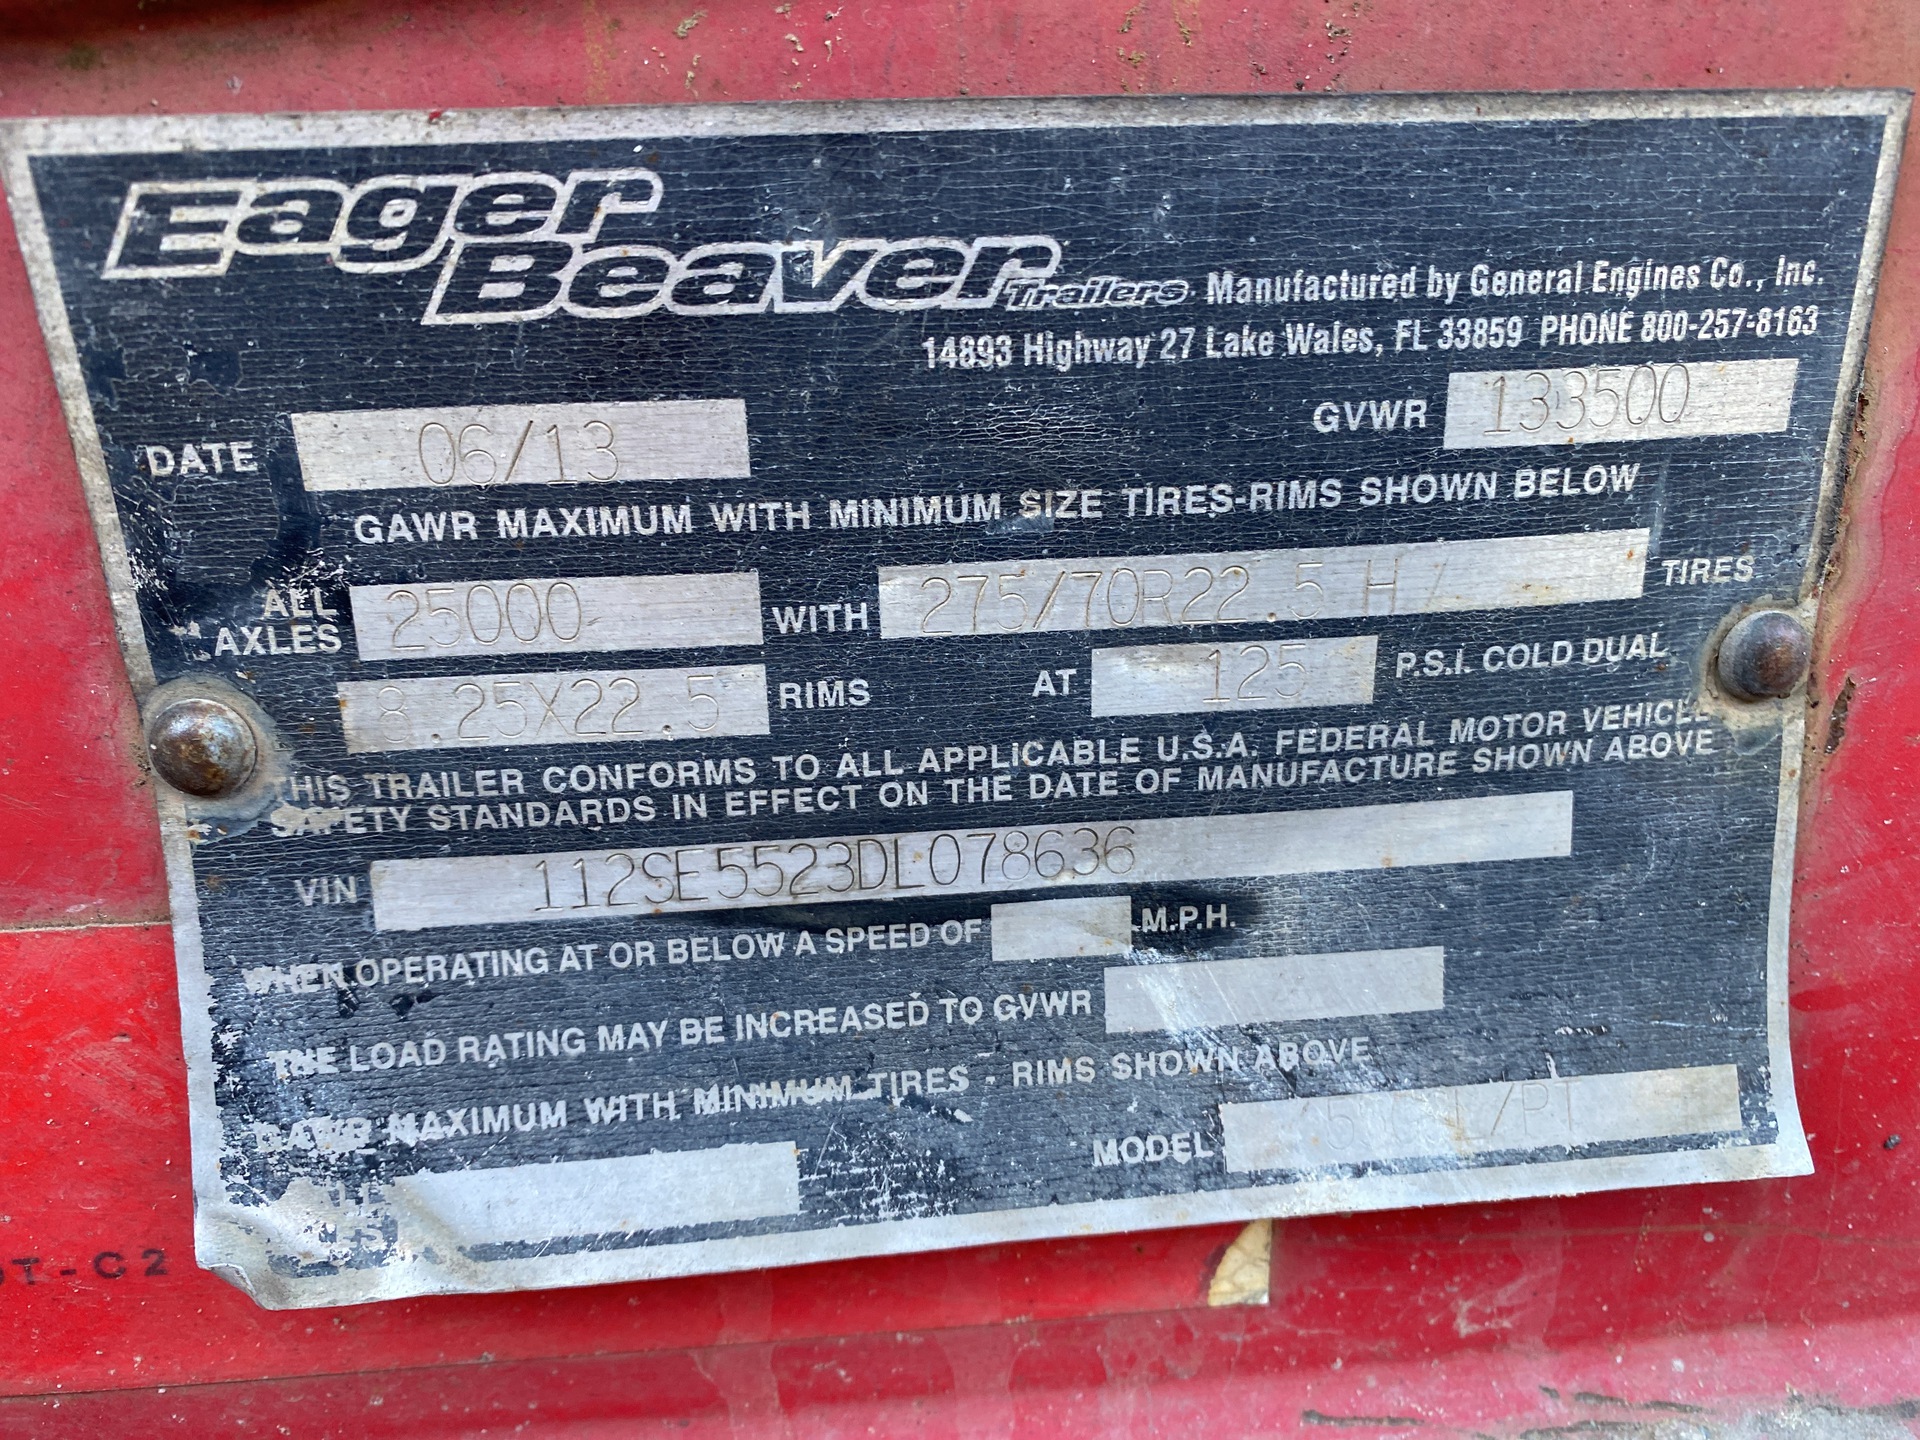 Eager
Beaver Trailers Manufactured by General Engines Co., Inc.
14893 Highway 27 Lake Wales, FL 33859 PHONE 800-257-8163
DATE 06/13 GVWR 133500
GAWR MAXIMUM WITH MINIMUM SIZE TIRES-RIMS SHOWN BELOW
ALL AXLES 25000 WITH 275/70R22.5 H/ TIRES
8.25X22.5 RIMS AT 125 P.S.I. COLD DUAL
THIS TRAILER CONFORMS TO ALL APPLICABLE U.S.A. FEDERAL MOTOR VEHICLE
SAFETY STANDARDS IN EFFECT ON THE DATE OF MANUFACTURE SHOWN ABOVE
VIN 112SE5523DL078636
WHEN OPERATING AT OR BELOW A SPEED OF M.P.H.
THE LOAD RATING MAY BE INCREASED TO GVWR
GAWR MAXIMUM WITH MINIMUM TIRES - RIMS SHOWN ABOVE
MODEL